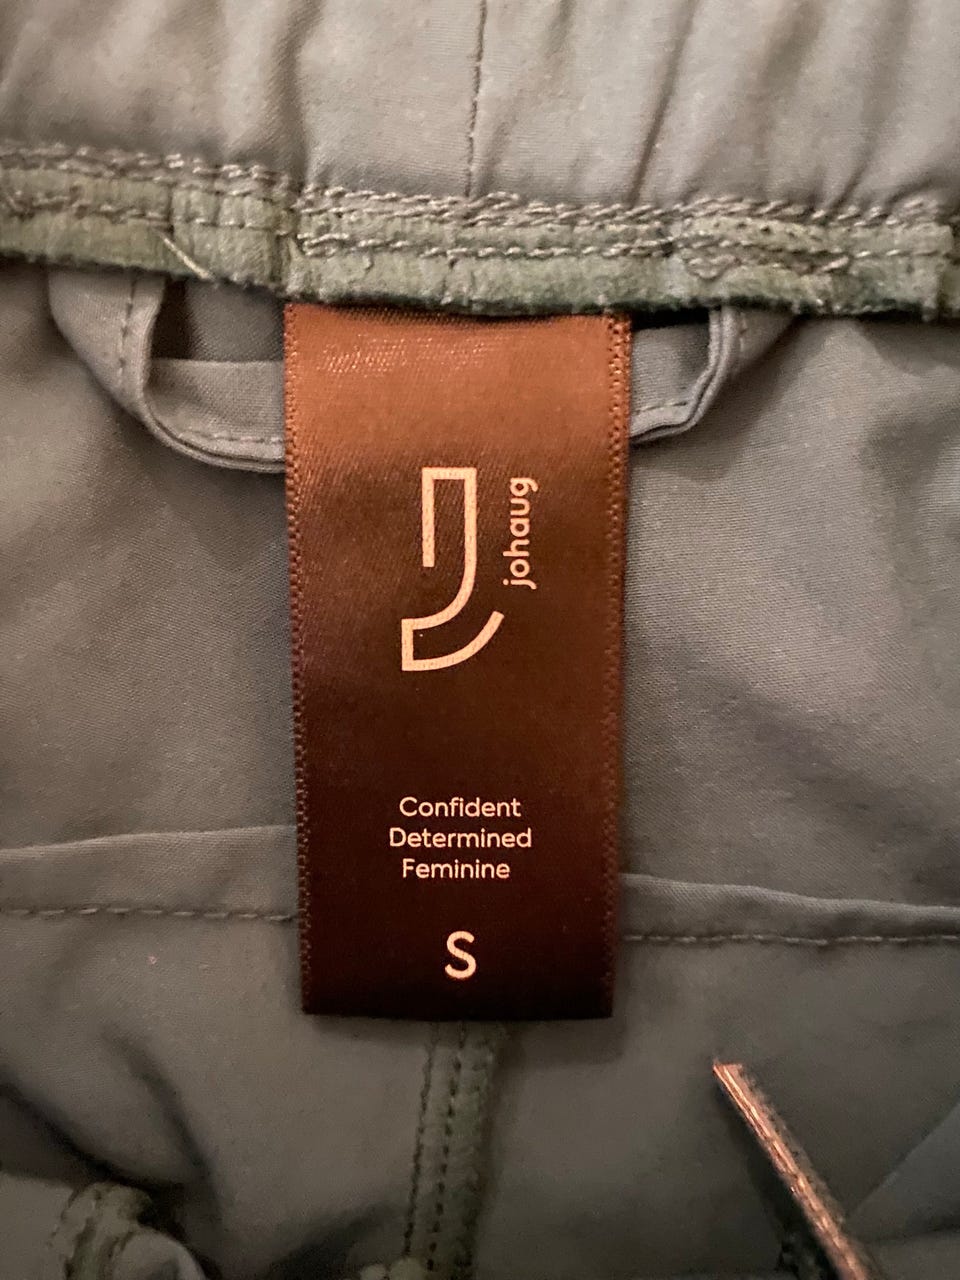 johaug
Confident
Determined
Feminine
S